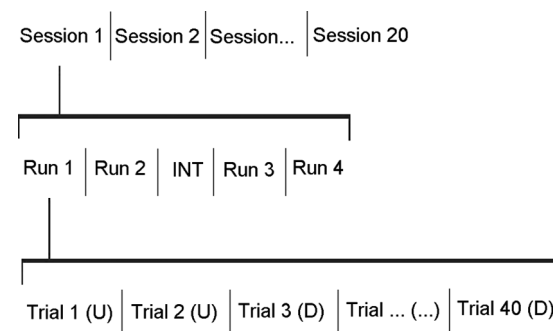 Session 1 Session 2 Session... Session 20
Run 1 Run 2 INT Run 3 Run 4
Trial 1 (U) Trial 2 (U) Trial 3 (D) Trial ... (...) Trial 40 (D)